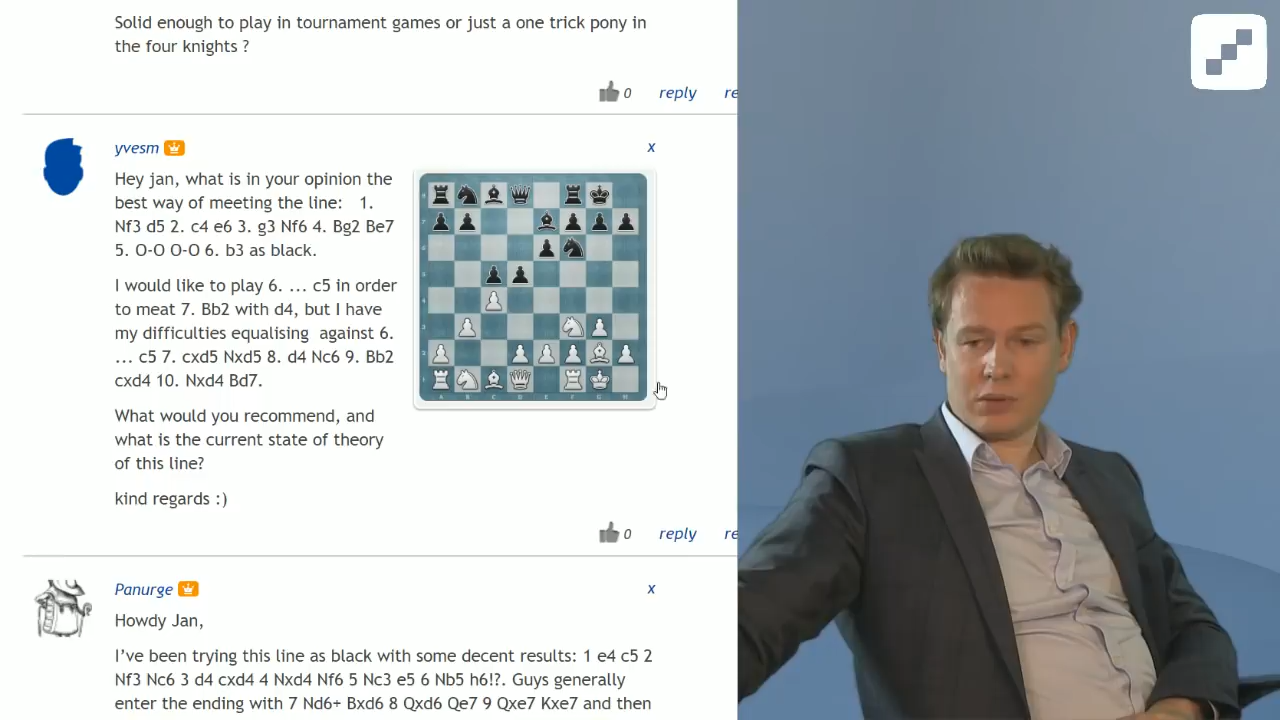 Solid enough to play in tournament games or just a one trick pony in
the four knights ?
0 reply re
yvesm x
Hey jan, what is in your opinion the
best way of meeting the line: 1.
Nf3 d5 2. c4 e6 3. g3 Nf6 4. Bg2 Be7
5. O-O O-O 6. b3 as black.
I would like to play 6. ... c5 in order
to meat 7. Bb2 with d4, but I have
my difficulties equalising against 6.
... c5 7. cxd5 Nxd5 8. d4 Nc6 9. Bb2
cxd4 10. Nxd4 Bd7.
What would you recommend, and
what is the current state of theory
of this line?
kind regards :)
0 reply re
Panurge x
Howdy Jan,
I've been trying this line as black with some decent results: 1 e4 c5 2
Nf3 Nc6 3 d4 cxd4 4 Nxd4 Nf6 5 Nc3 e5 6 Nb5 h6!?. Guys generally
enter the ending with 7 Nd6+ Bxd6 8 Qxd6 Qe7 9 Qxe7 Kxe7 and then